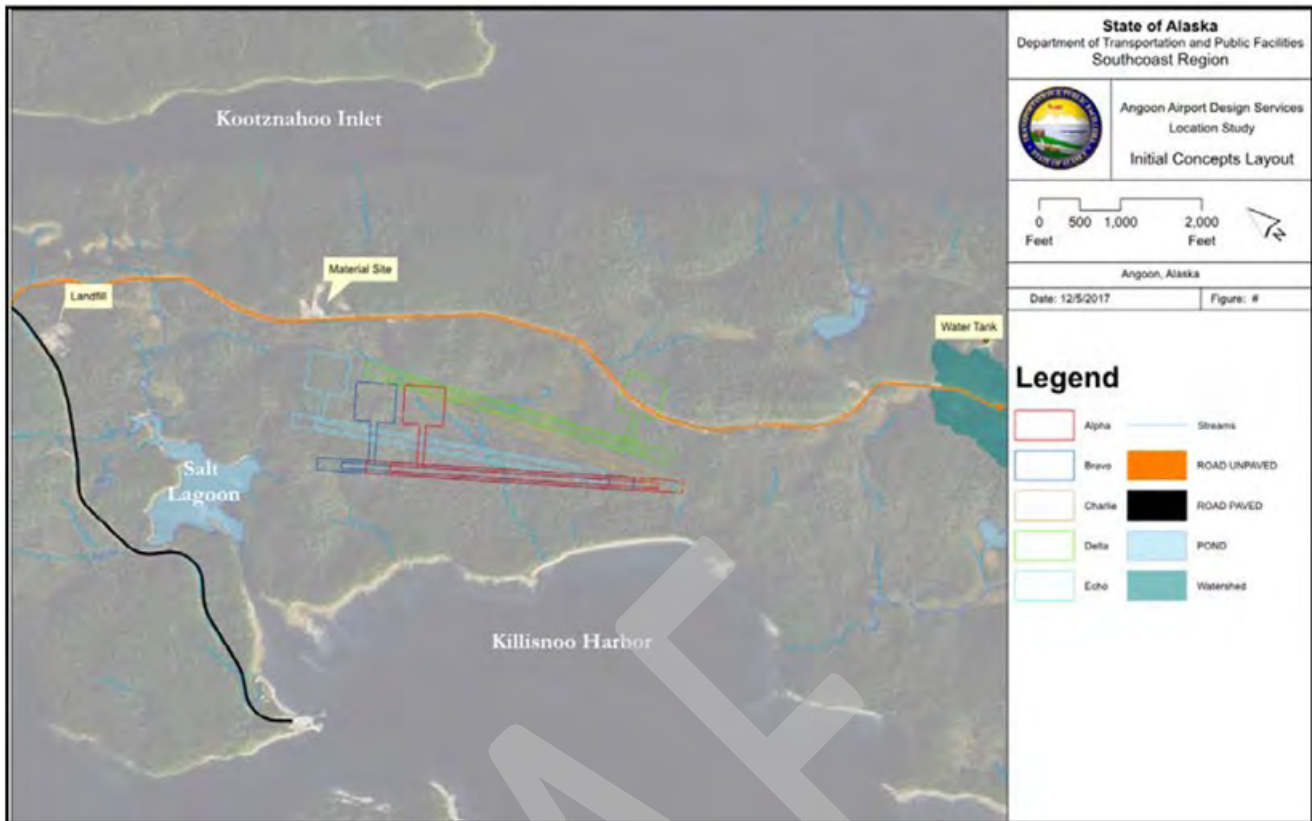 State of Alaska
Department of Transportation and Public Facilities
Southcoast Region
Angoon Airport Design Services
Location Study
Initial Concepts Layout
0 500 1,000 2,000
Feet Feet
N
Angoon, Alaska
Date: 12/5/2017 Figure: #
Legend
Alpha Streams
Bravo ROAD UNPAVED
Charlie ROAD PAVED
Delta POND
Echo Watershed
Kootznahoo Inlet
Material Site
Landfill
Water Tank
Salt
Lagoon
Killisnoo Harbor